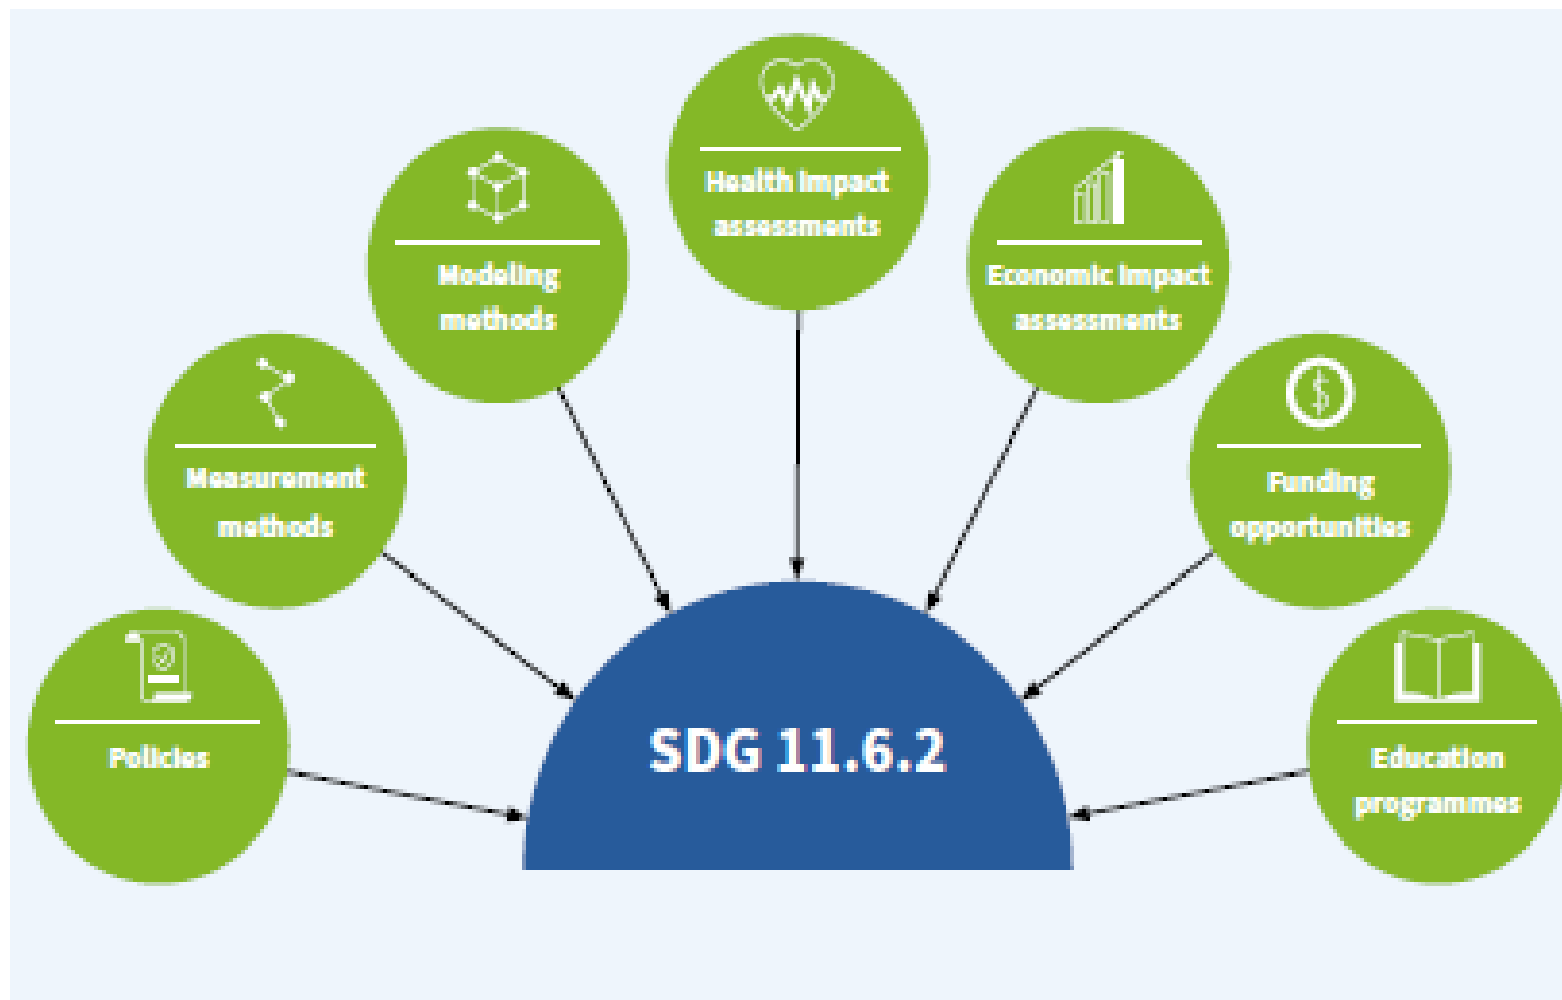 Health impact
assessments
Modeling
methods
Economic impact
assessments
Measurement
methods
Funding
opportunities
Policies
SDG 11.6.2
Education
programmes